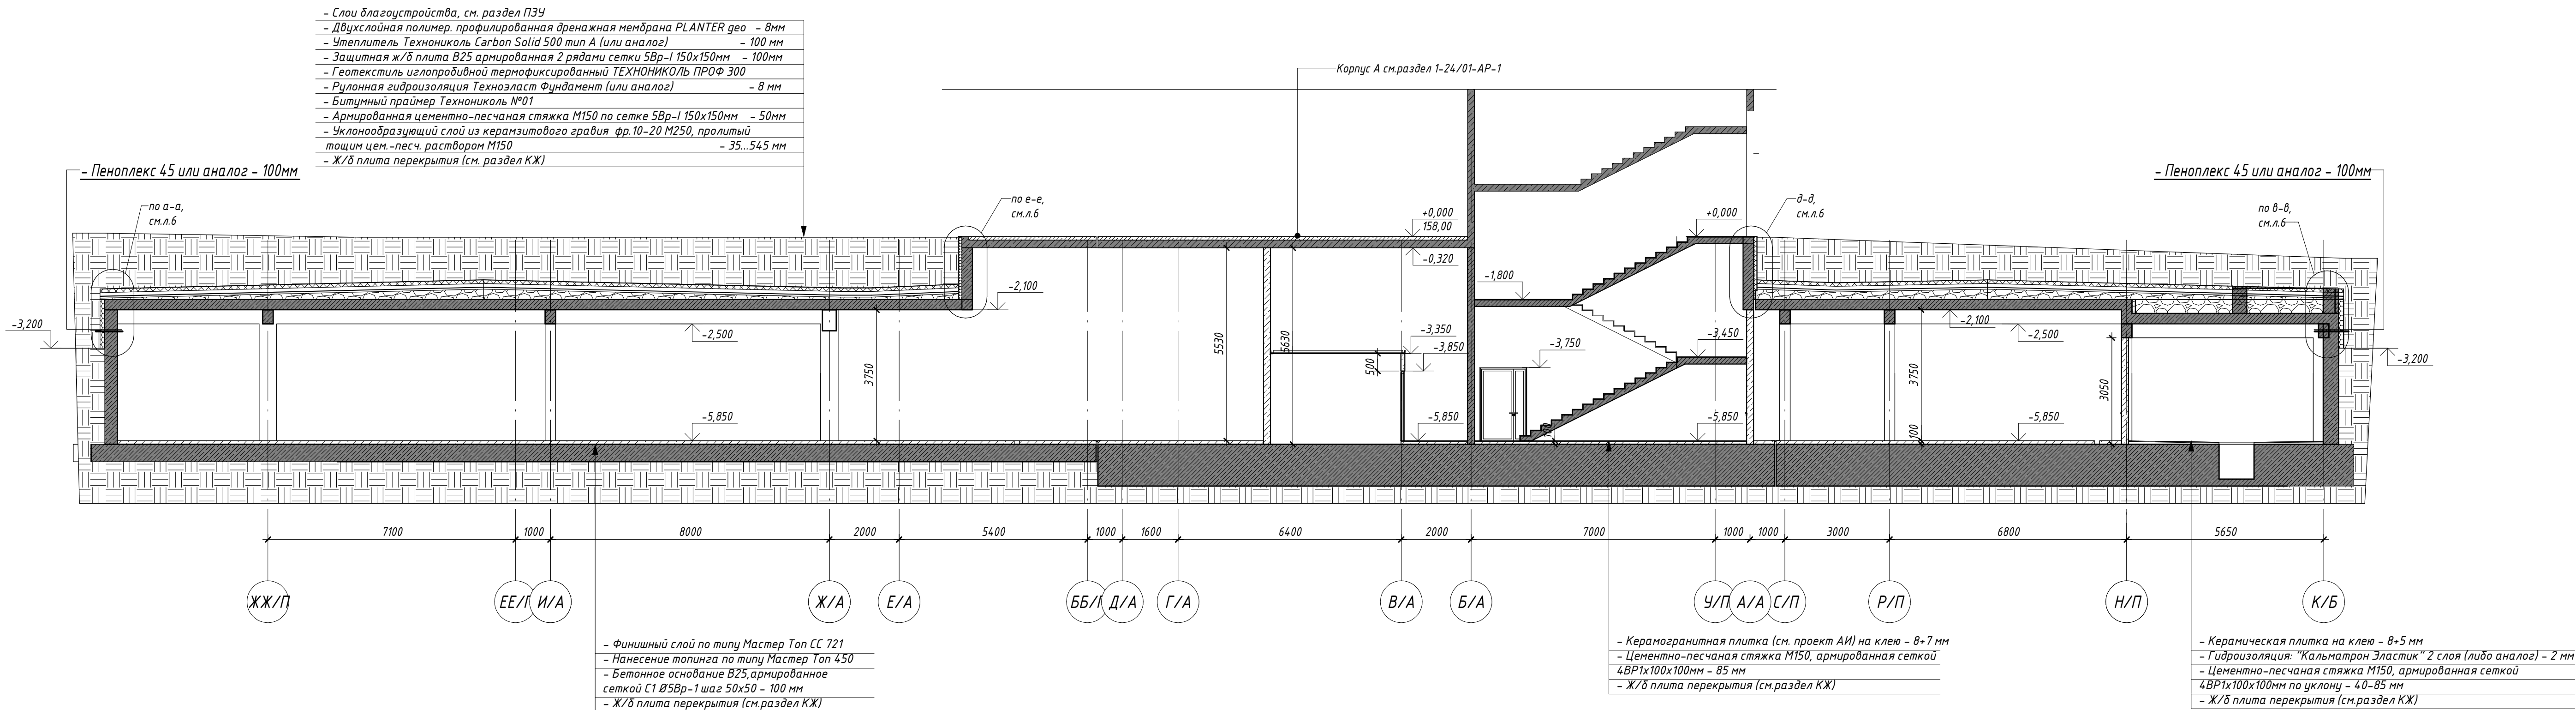 - Слои благоустройства, см. раздел ПЗУ
- Двухслойная полимер. профилированная дренажная мембрана PLANTER geo - 8мм
- Утеплитель Технониколь Carbon Solid 500 тип А (или аналог) - 100 мм
- Защитная ж/б плита В25 армированная 2 рядами сетки 5Вр-I 150х150мм - 100мм
- Геотекстиль иглопробивной термофиксированный ТЕХНОНИКОЛЬ ПРОФ 300
- Рулонная гидроизоляция Техноэласт Фундамент (или аналог) - 8 мм
- Битумный праймер Технониколь №01
- Армированная цементно-песчаная стяжка М150 по сетке 5Вр-I 150х150мм - 50мм
- Уклонообразующий слой из керамзитового гравия фр.10-20 М250, пролитый
тощим цем.-песч. раствором М150 - 35...545 мм
- Ж/б плита перекрытия (см. раздел КЖ)
Корпус А см.раздел 1-24/01-АР-1
- Пеноплекс 45 или аналог - 100мм
- Пеноплекс 45 или аналог - 100мм
по а-а,
см.л.6
по е-е,
см.л.6
д-д,
см.л.6
по в-в,
см.л.6
+0,000
158,00
+0,000
-0,320
-1,800
-2,100
-2,100
-3,200
-2,500
-3,350
-3,850
-3,750
-3,450
-2,500
-3,200
5530
5630
500
3750
3750
3050
100
-5,850
-5,850
-5,850
-5,850
7100 1000 8000 2000 5400 1000 1600 6400 2000 7000 1000 1000 3000 6800 5650
ЖЖ/П ЕЕ/П И/А Ж/А Е/А ББ/П Д/А Г/А В/А Б/А У/П А/А С/П Р/П Н/П К/Б
- Финишный слой по типу Мастер Топ СС 721
- Нанесение топинга по типу Мастер Топ 450
- Бетонное основание В25,армированное
сеткой С1 Ø5Вр-1 шаг 50х50 - 100 мм
- Ж/б плита перекрытия (см.раздел КЖ)
- Керамогранитная плитка (см. проект АИ) на клею - 8+7 мм
- Цементно-песчаная стяжка М150, армированная сеткой
4ВР1х100х100мм - 85 мм
- Ж/б плита перекрытия (см.раздел КЖ)
- Керамическая плитка на клею - 8+5 мм
- Гидроизоляция: "Кальматрон Эластик" 2 слоя (либо аналог) - 2 мм
- Цементно-песчаная стяжка М150, армированная сеткой
4ВР1х100х100мм по уклону - 40-85 мм
- Ж/б плита перекрытия (см.раздел КЖ)